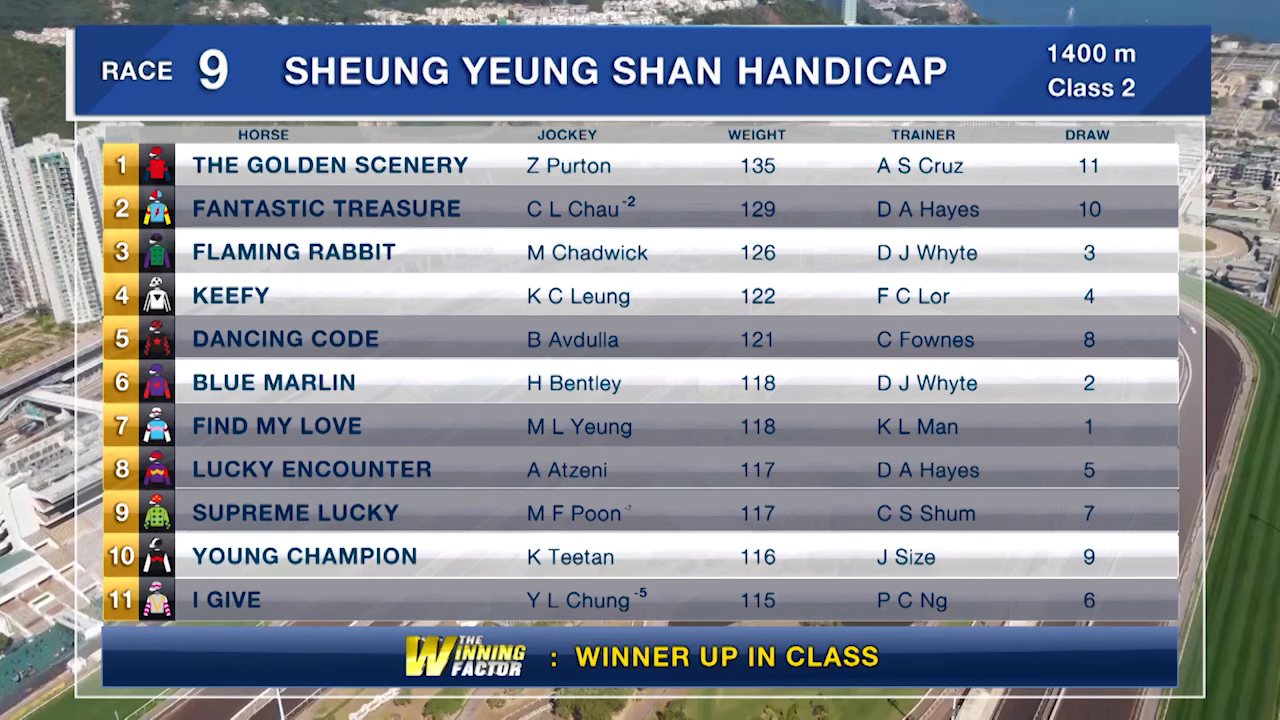 RACE 9 SHEUNG YEUNG SHAN HANDICAP 1400 m
Class 2
HORSE JOCKEY WEIGHT TRAINER DRAW
1 THE GOLDEN SCENERY Z Purton 135 A S Cruz 11
2 FANTASTIC TREASURE C L Chau -2 129 D A Hayes 10
3 FLAMING RABBIT M Chadwick 126 D J Whyte 3
4 KEEFY K C Leung 122 F C Lor 4
5 DANCING CODE B Avdulla 121 C Fownes 8
6 BLUE MARLIN H Bentley 118 D J Whyte 2
7 FIND MY LOVE M L Yeung 118 K L Man 1
8 LUCKY ENCOUNTER A Atzeni 117 D A Hayes 5
9 SUPREME LUCKY M F Poon 117 C S Shum 7
10 YOUNG CHAMPION K Teetan 116 J Size 9
11 I GIVE Y L Chung -5 115 P C Ng 6
THE WINNING FACTOR : WINNER UP IN CLASS